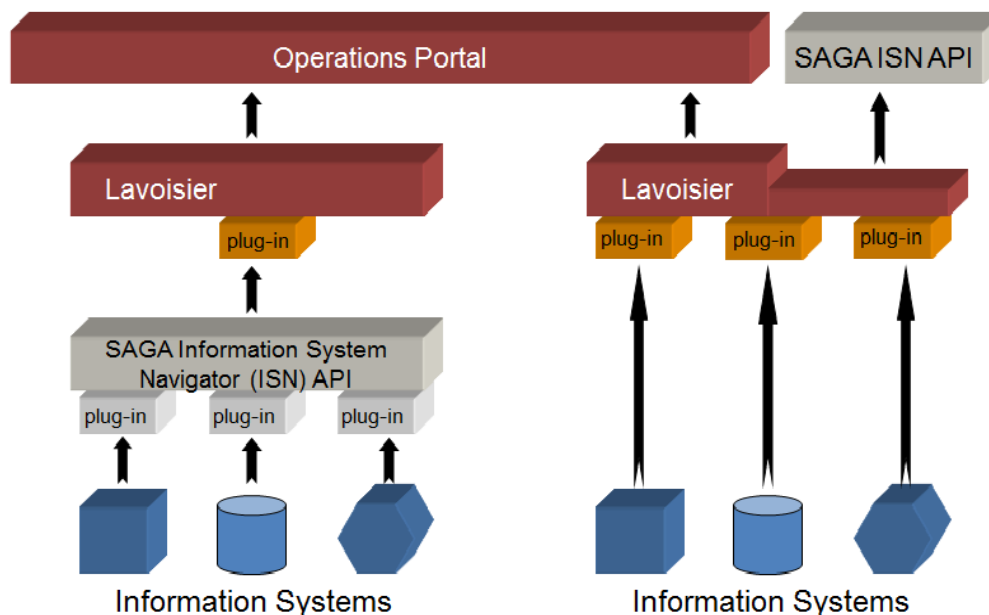 Operations Portal
SAGA ISN API
Lavoisier
Lavoisier
plug-in
plug-in
plug-in
plug-in
SAGA Information System
Navigator (ISN) API
plug-in
plug-in
plug-in
Information Systems
Information Systems